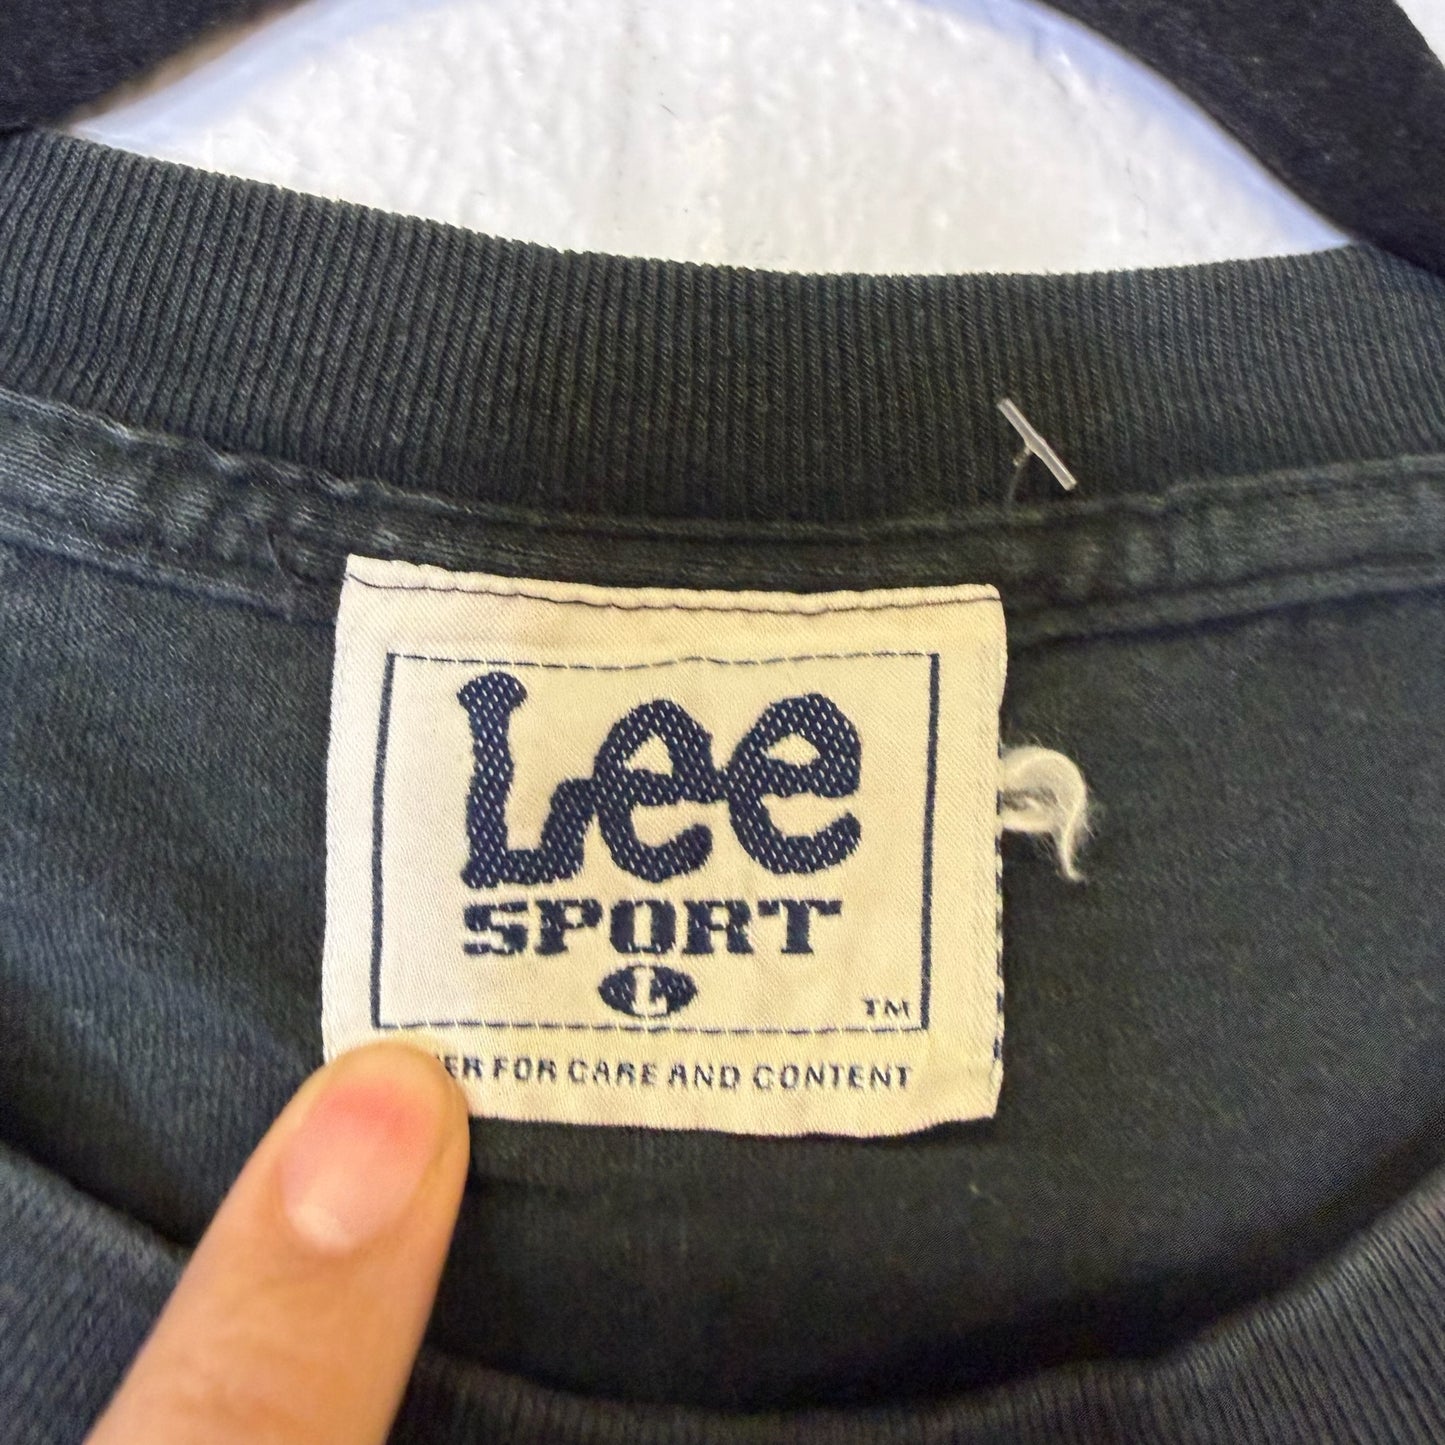 Lee
SPORT
L
TM
FOR CARE AND CONTENT